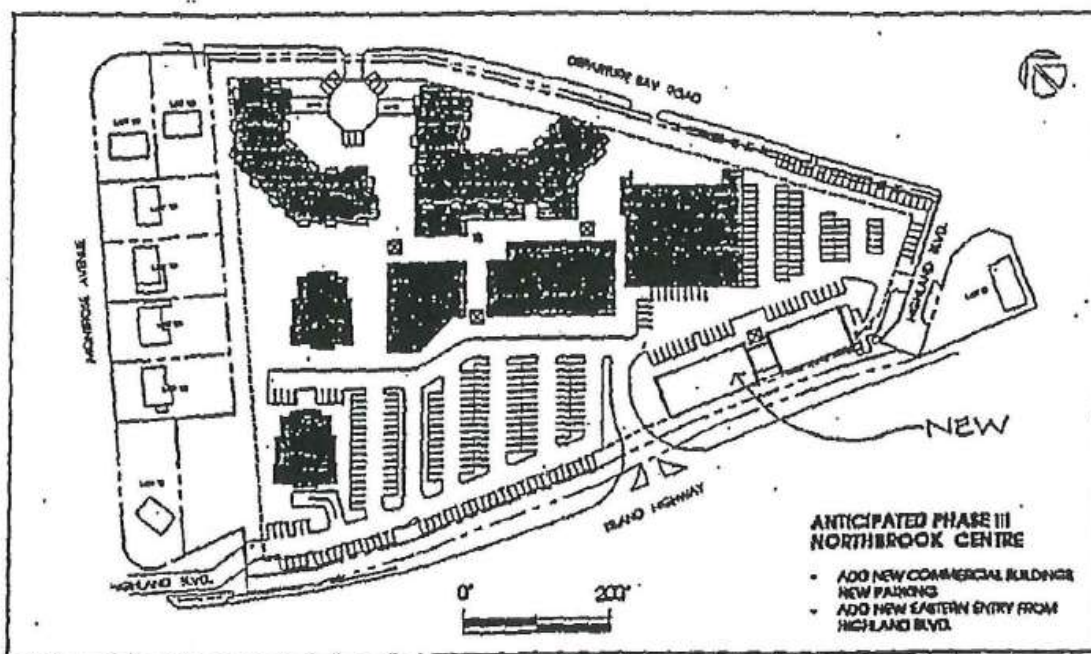 DEPARTURE BAY ROAD
MONTROSE AVENUE
HIGHLAND BLVD.
NEW
ISLAND HIGHWAY
HIGHLAND BLVD.
0'
200'
ANTICIPATED PHASE III
NORTHBROOK CENTRE
• ADD NEW COMMERCIAL BUILDINGS
NEW PARKING
• ADD NEW EASTERN ENTRY FROM
HIGHLAND BLVD.